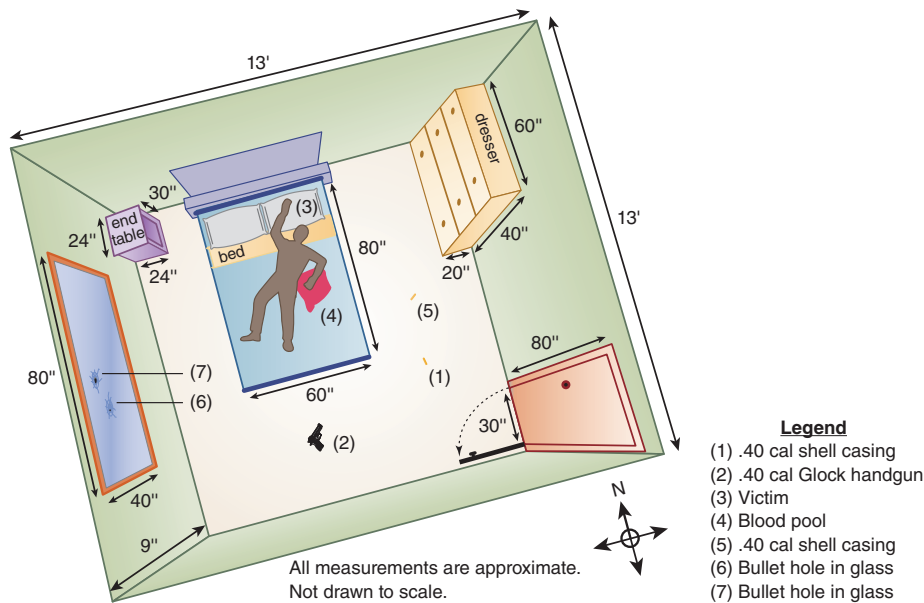 13'
60"
dresser
13'
40"
20"
30"
end
table
24"
24"
(3)
bed
80"
(4)
(5)
80"
(7)
(6)
60"
(1)
80"
30"
(2)
40"
9"
N
All measurements are approximate.
Not drawn to scale.
Legend
(1) .40 cal shell casing
(2) .40 cal Glock handgun
(3) Victim
(4) Blood pool
(5) .40 cal shell casing
(6) Bullet hole in glass
(7) Bullet hole in glass